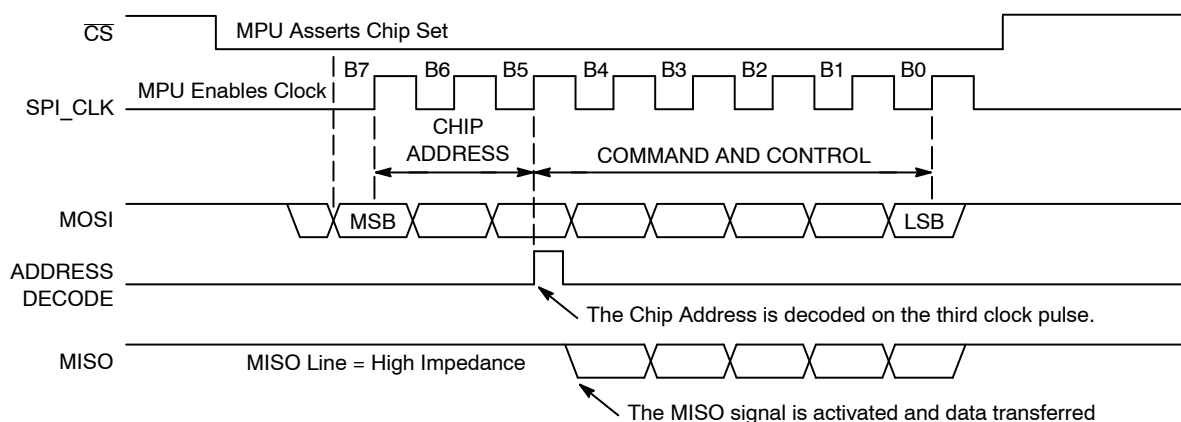 CS
MPU Asserts Chip Set
B7 B6 B5 B4 B3 B2 B1 B0
MPU Enables Clock
SPI_CLK
CHIP
ADDRESS
COMMAND AND CONTROL
MOSI
MSB
LSB
ADDRESS
DECODE
The Chip Address is decoded on the third clock pulse.
MISO
MISO Line = High Impedance
The MISO signal is activated and data transferred